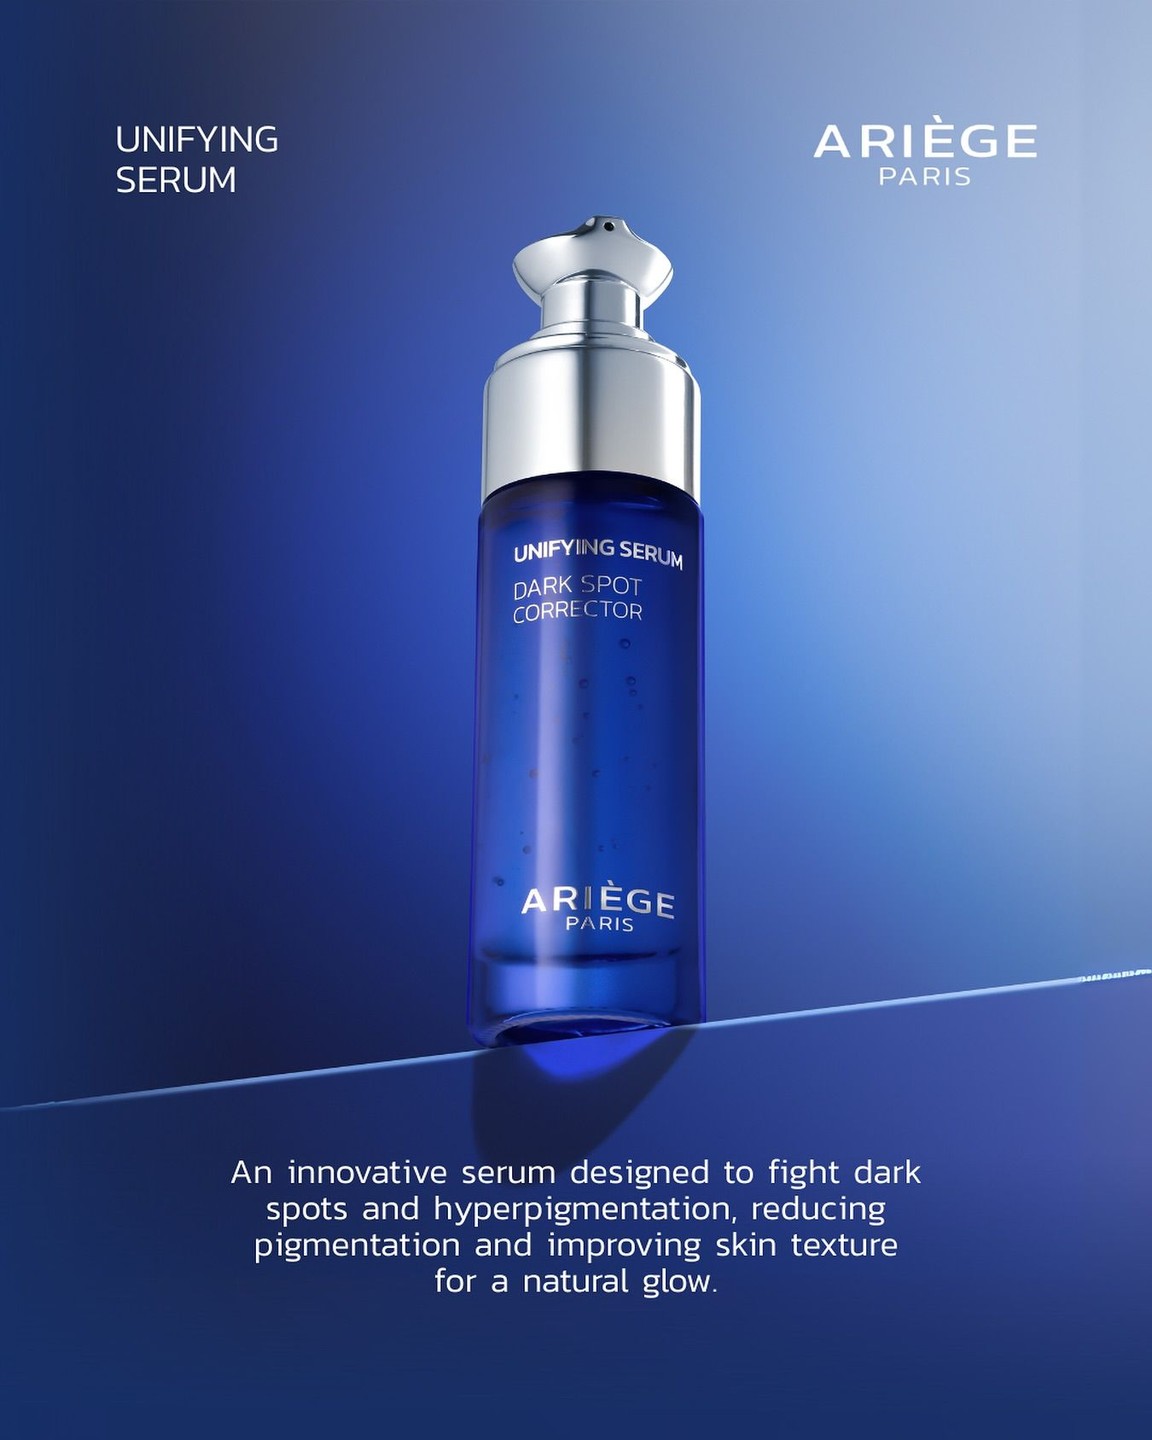 UNIFYING
SERUM
ARIÈGE
PARIS
UNIFYING SERUM
DARK SPOT
CORRECTOR
ARIÈGE
PARIS
An innovative serum designed to fight dark
spots and hyperpigmentation, reducing
pigmentation and improving skin texture
for a natural glow.